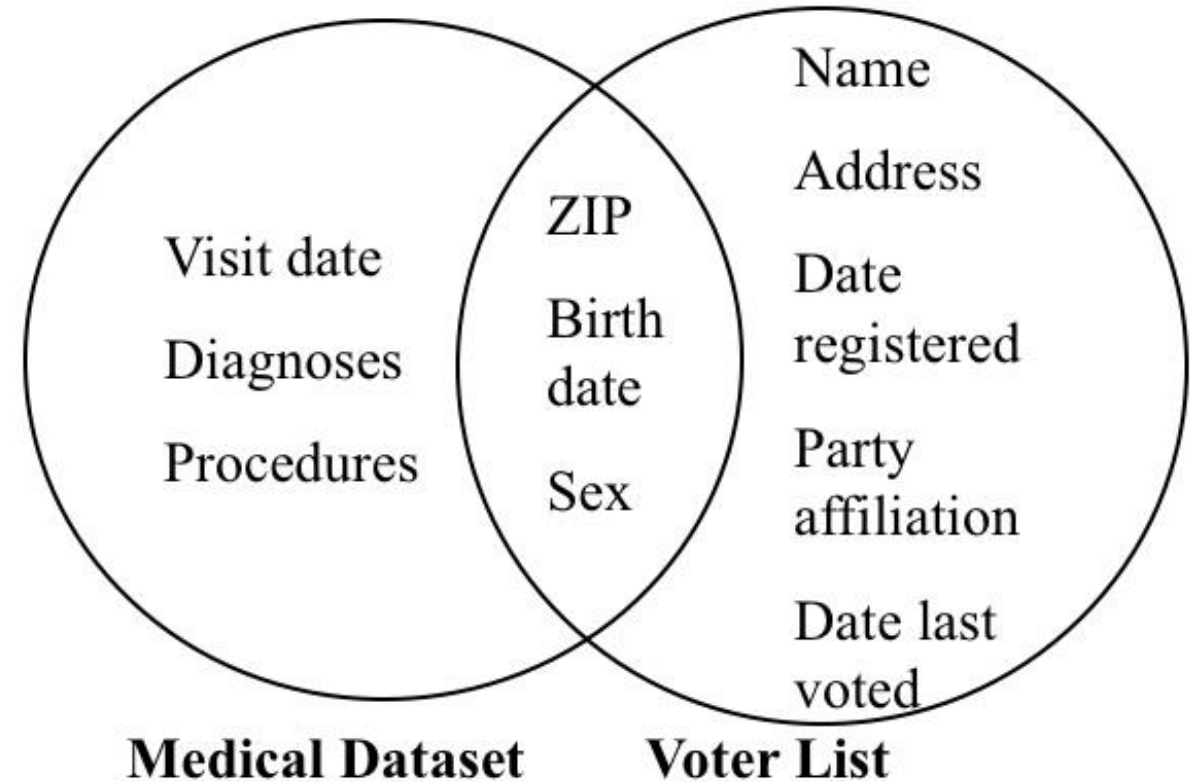 Visit date
Diagnoses
Procedures
ZIP
Birth
date
Sex
Name
Address
Date
registered
Party
affiliation
Date last
voted
Medical Dataset
Voter List